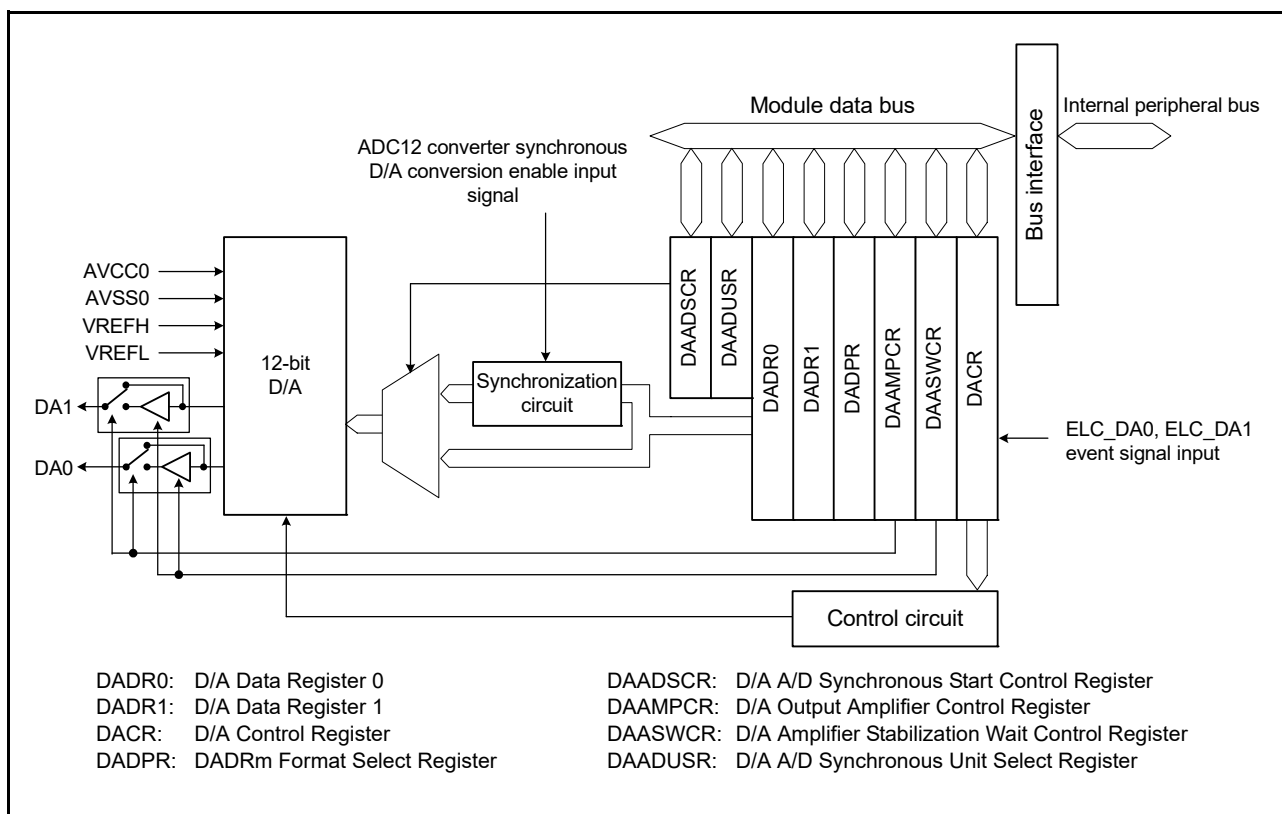 Module data bus
Internal peripheral bus
Bus interface
ADC12 converter synchronous
D/A conversion enable input
signal
AVCC0
AVSS0
VREFH
VREFL
12-bit
D/A
DA1
DA0
Synchronization
circuit
DAADSCR
DAADUSR
DADR0
DADR1
DADPR
DAAMPCR
DAASWCR
DACR
ELC_DA0, ELC_DA1
event signal input
Control circuit
DADR0: D/A Data Register 0
DADR1: D/A Data Register 1
DACR: D/A Control Register
DADPR: DADRm Format Select Register
DAADSCR: D/A A/D Synchronous Start Control Register
DAAMPCR: D/A Output Amplifier Control Register
DAASWCR: D/A Amplifier Stabilization Wait Control Register
DAADUSR: D/A A/D Synchronous Unit Select Register